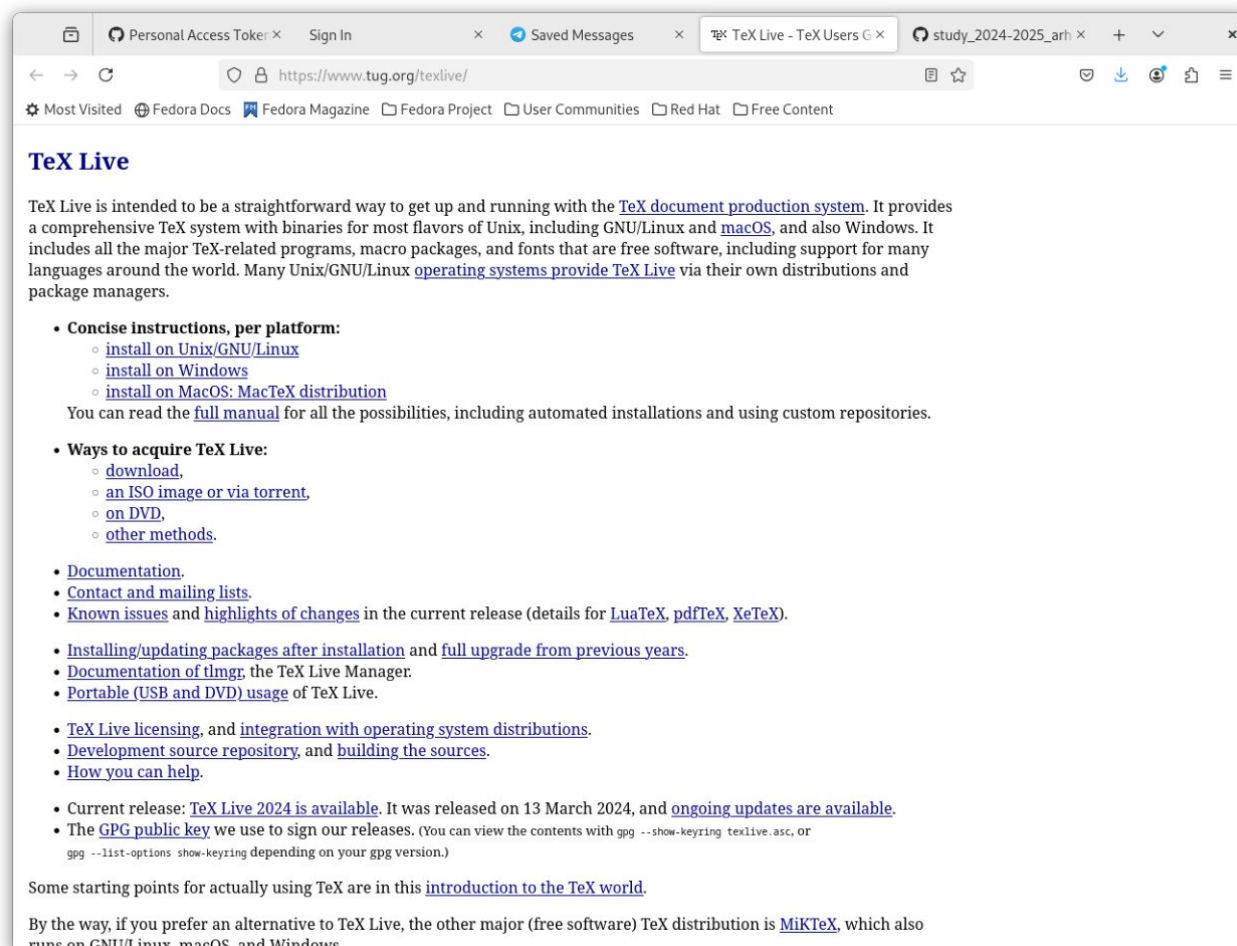 Personal Access Token Sign In Saved Messages TeX Live - TeX Users G study_2024-2025_arh
https://www.tug.org/texlive/
Most Visited Fedora Docs Fedora Magazine Fedora Project User Communities Red Hat Free Content
TeX Live
TeX Live is intended to be a straightforward way to get up and running with the TeX document production system. It provides
a comprehensive TeX system with binaries for most flavors of Unix, including GNU/Linux and macOS, and also Windows. It
includes all the major TeX-related programs, macro packages, and fonts that are free software, including support for many
languages around the world. Many Unix/GNU/Linux operating systems provide TeX Live via their own distributions and
package managers.
• Concise instructions, per platform:
◦ install on Unix/GNU/Linux
◦ install on Windows
◦ install on MacOS: MacTeX distribution
You can read the full manual for all the possibilities, including automated installations and using custom repositories.
• Ways to acquire TeX Live:
◦ download,
◦ an ISO image or via torrent,
◦ on DVD,
◦ other methods.
• Documentation.
• Contact and mailing lists.
• Known issues and highlights of changes in the current release (details for LuaTeX, pdfTeX, XeTeX).
• Installing/updating packages after installation and full upgrade from previous years.
• Documentation of tlmgr, the TeX Live Manager.
• Portable (USB and DVD) usage of TeX Live.
• TeX Live licensing, and integration with operating system distributions.
• Development source repository, and building the sources.
• How you can help.
• Current release: TeX Live 2024 is available. It was released on 13 March 2024, and ongoing updates are available.
• The GPG public key we use to sign our releases. (You can view the contents with gpg --show-keyring texlive.asc, or
gpg --list-options show-keyring depending on your gpg version.)
Some starting points for actually using TeX are in this introduction to the TeX world.
By the way, if you prefer an alternative to TeX Live, the other major (free software) TeX distribution is MiKTeX, which also
runs on GNU/Linux, macOS, and Windows.